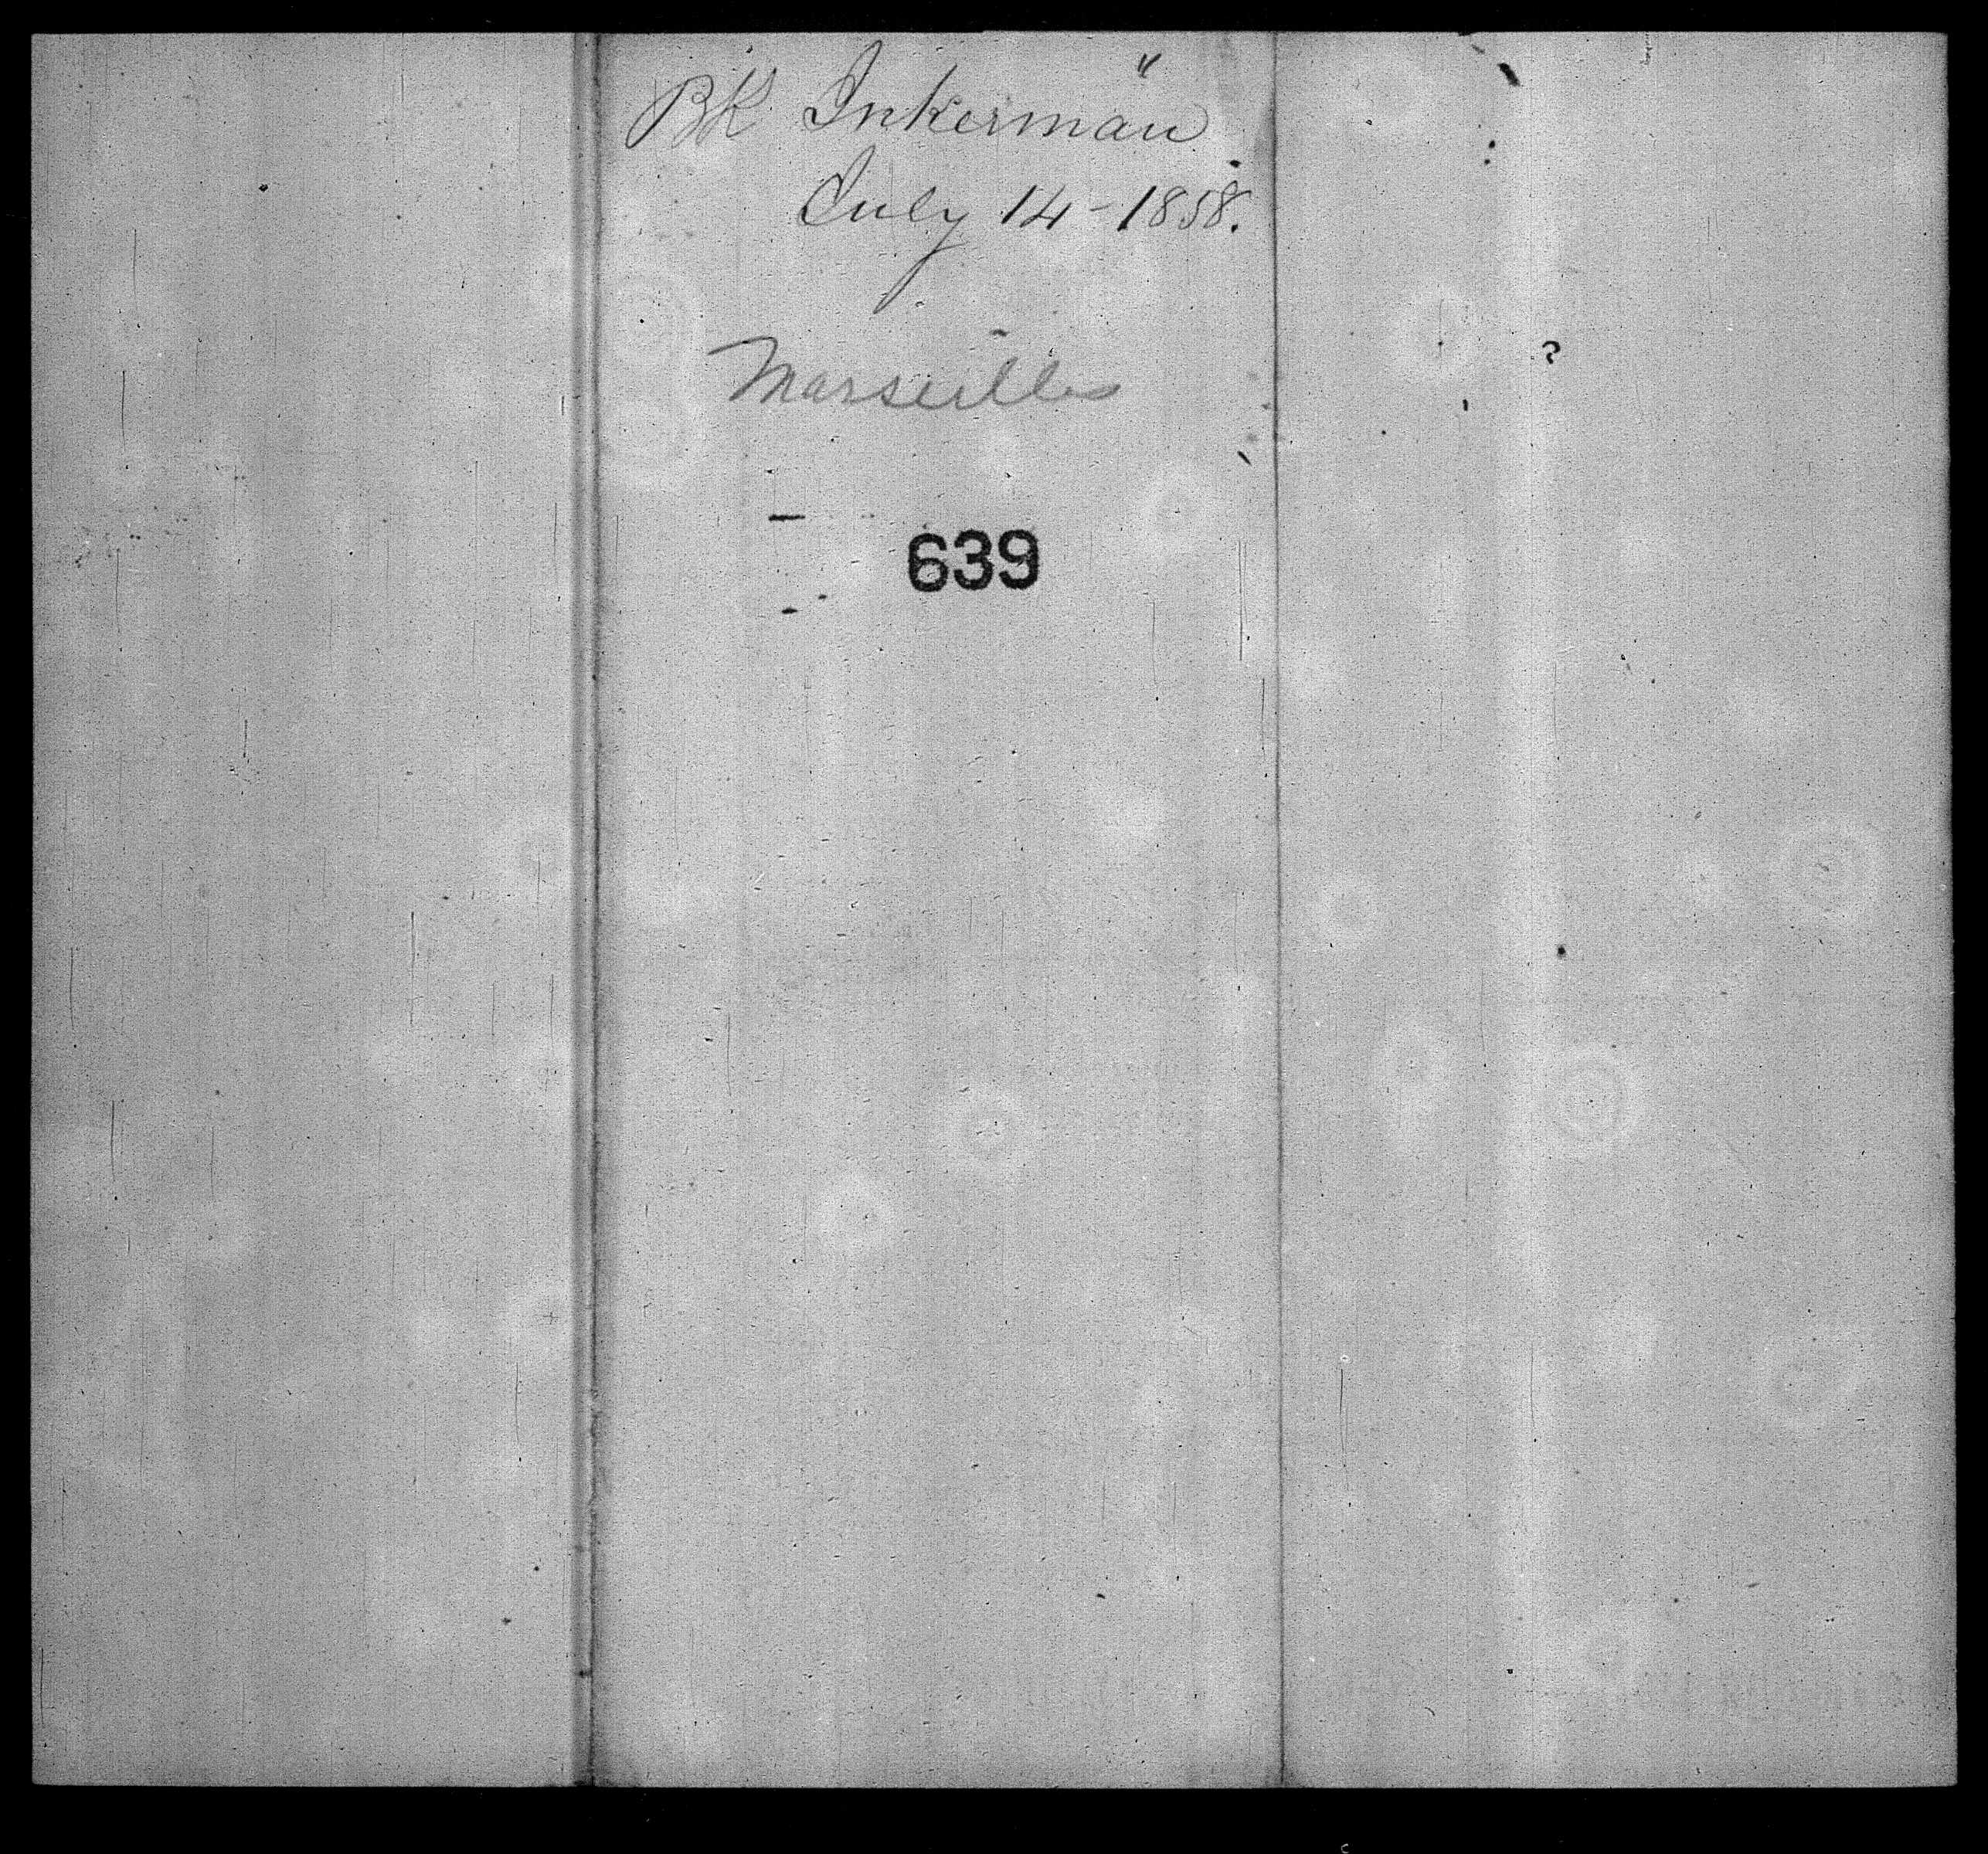 BK Inkerman "
July 14 - 1858.
Marseilles
639